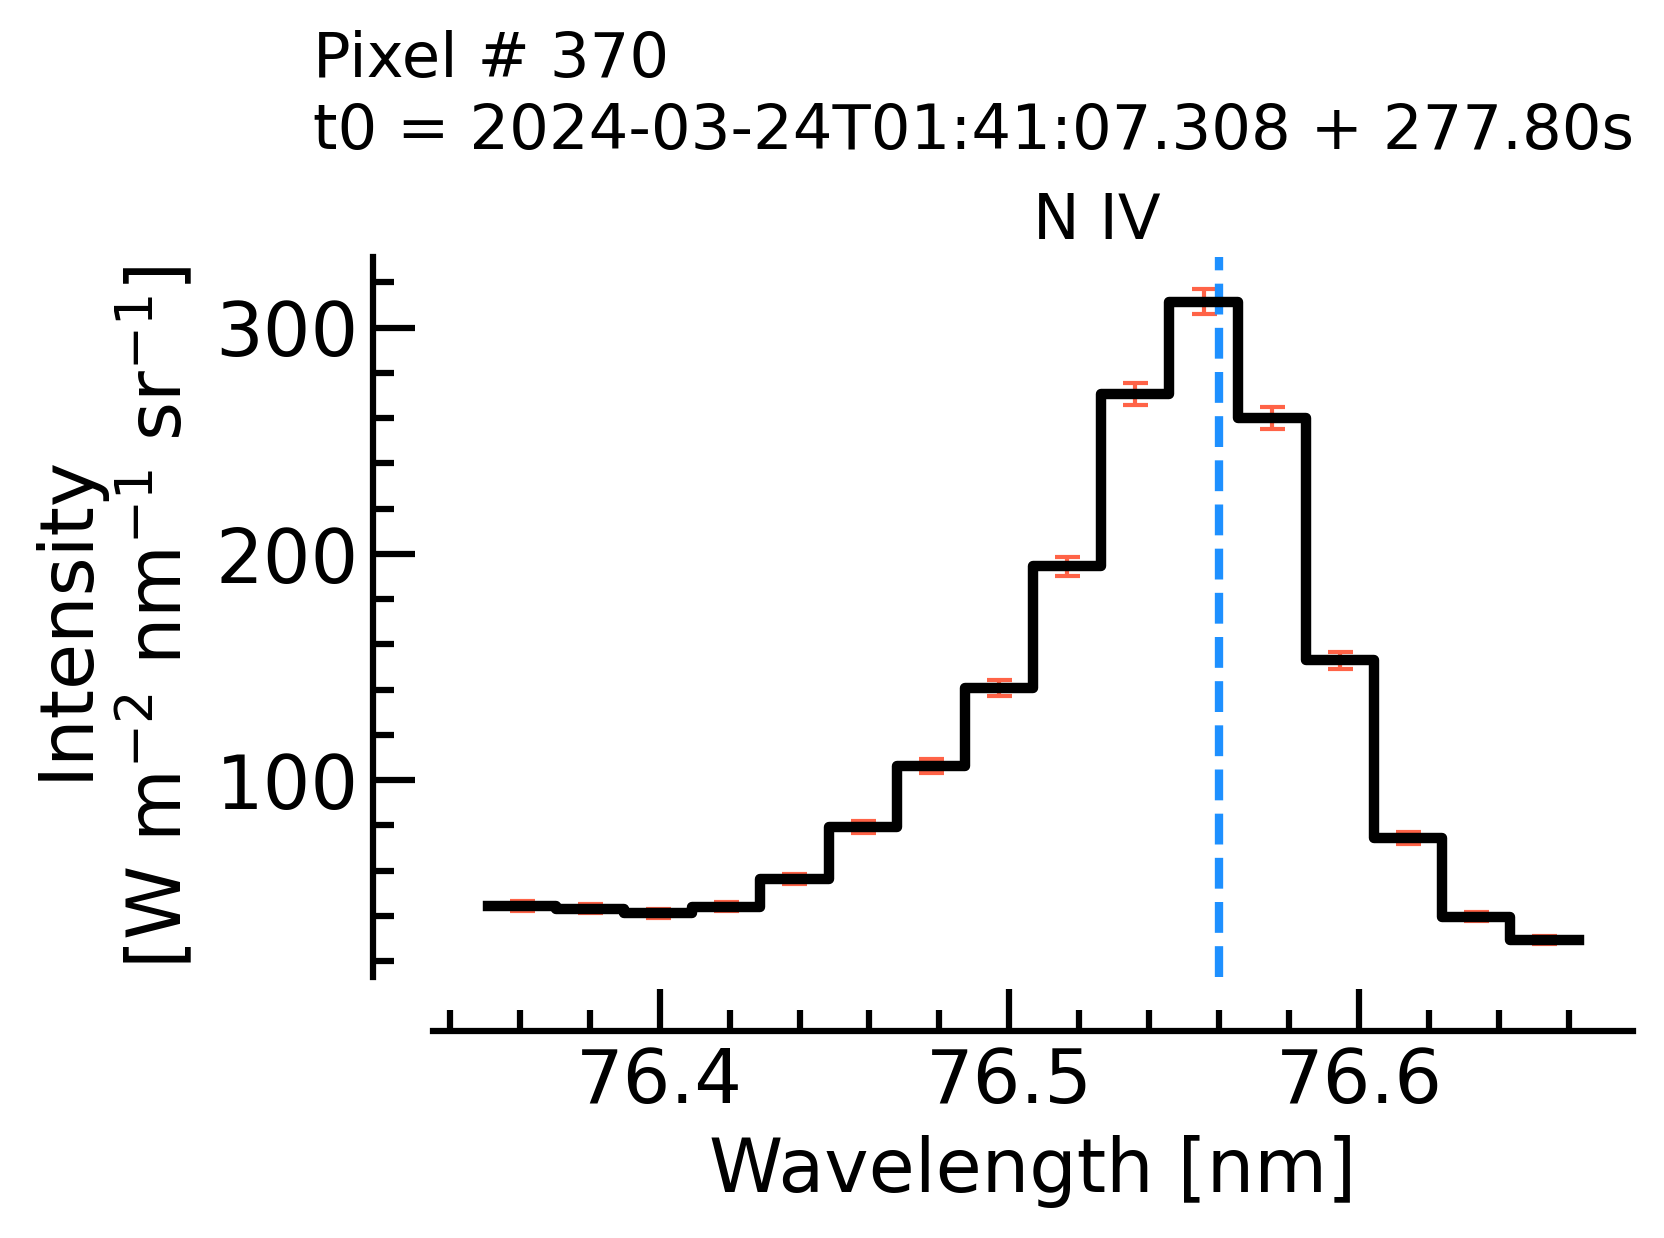 Pixel # 370
t0 = 2024-03-24T01:41:07.308 + 277.80s
N IV
Intensity
[W m⁻² nm⁻¹ sr⁻¹]
300
200
100
76.4 76.5 76.6
Wavelength [nm]